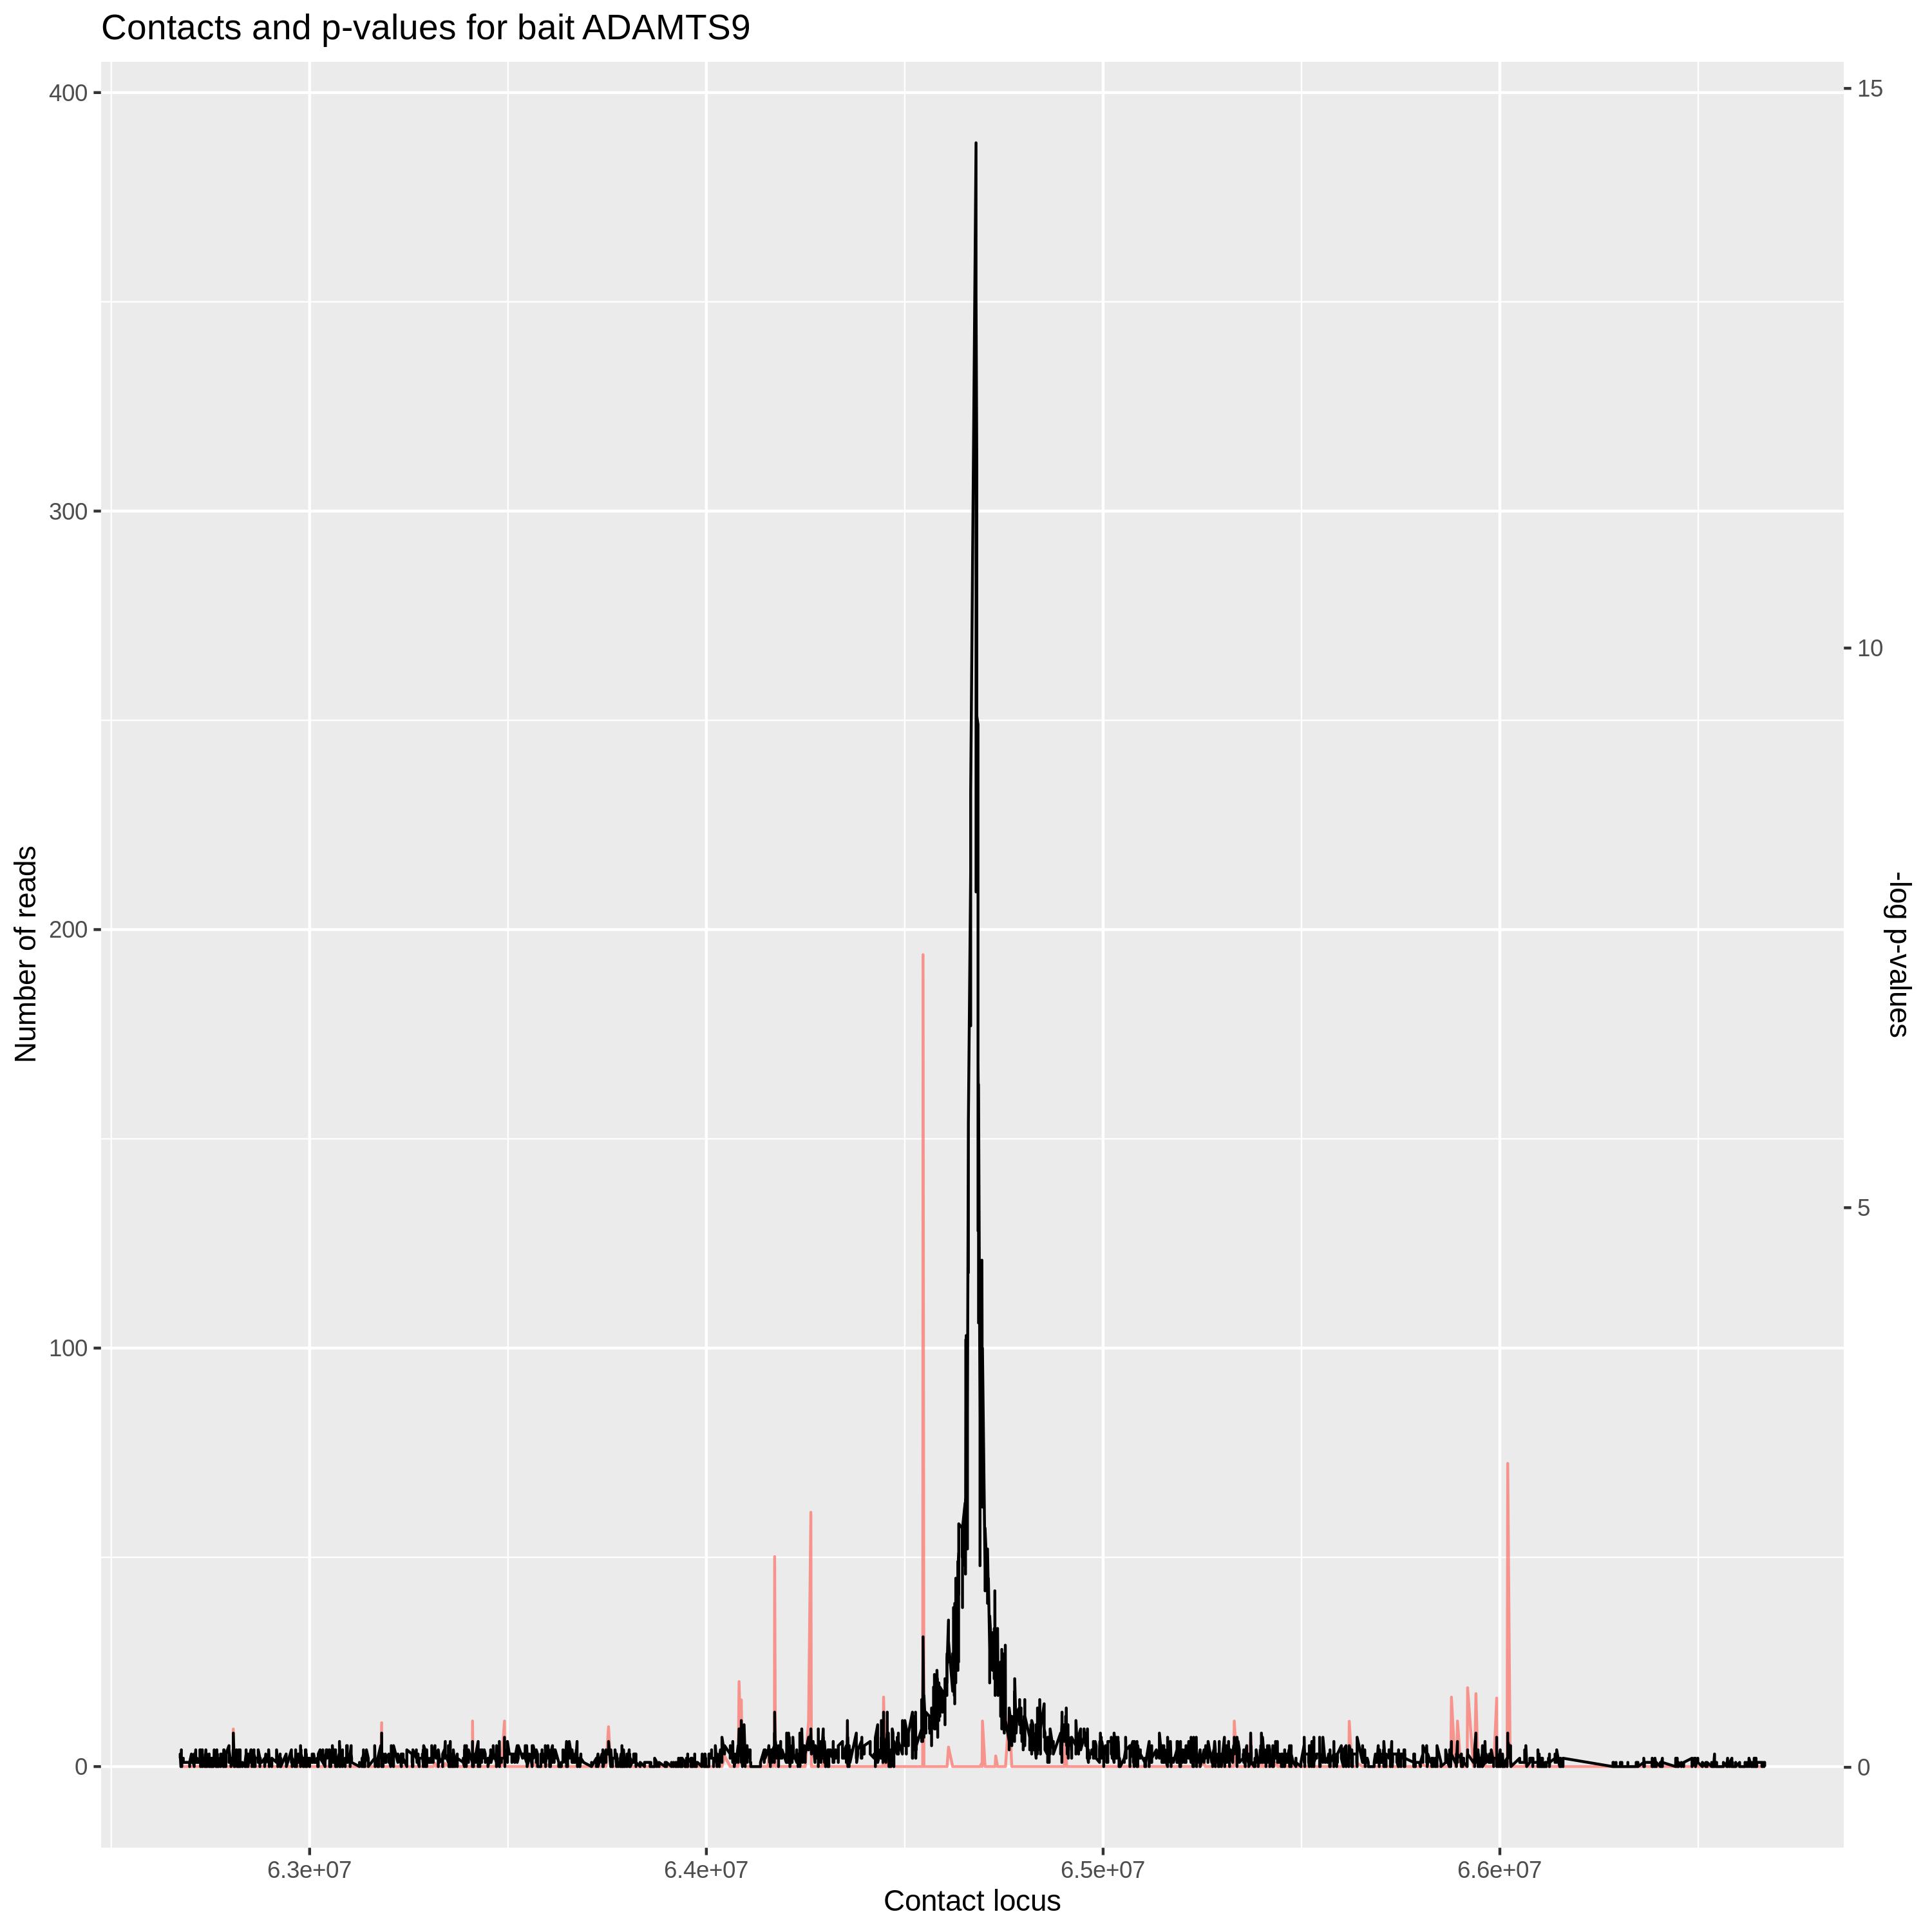 Contacts and p-values for bait ADAMTS9
400
300
200
100
0
15
10
5
0
Number of reads
-log p-values
6.3e+07
6.4e+07
6.5e+07
6.6e+07
Contact locus